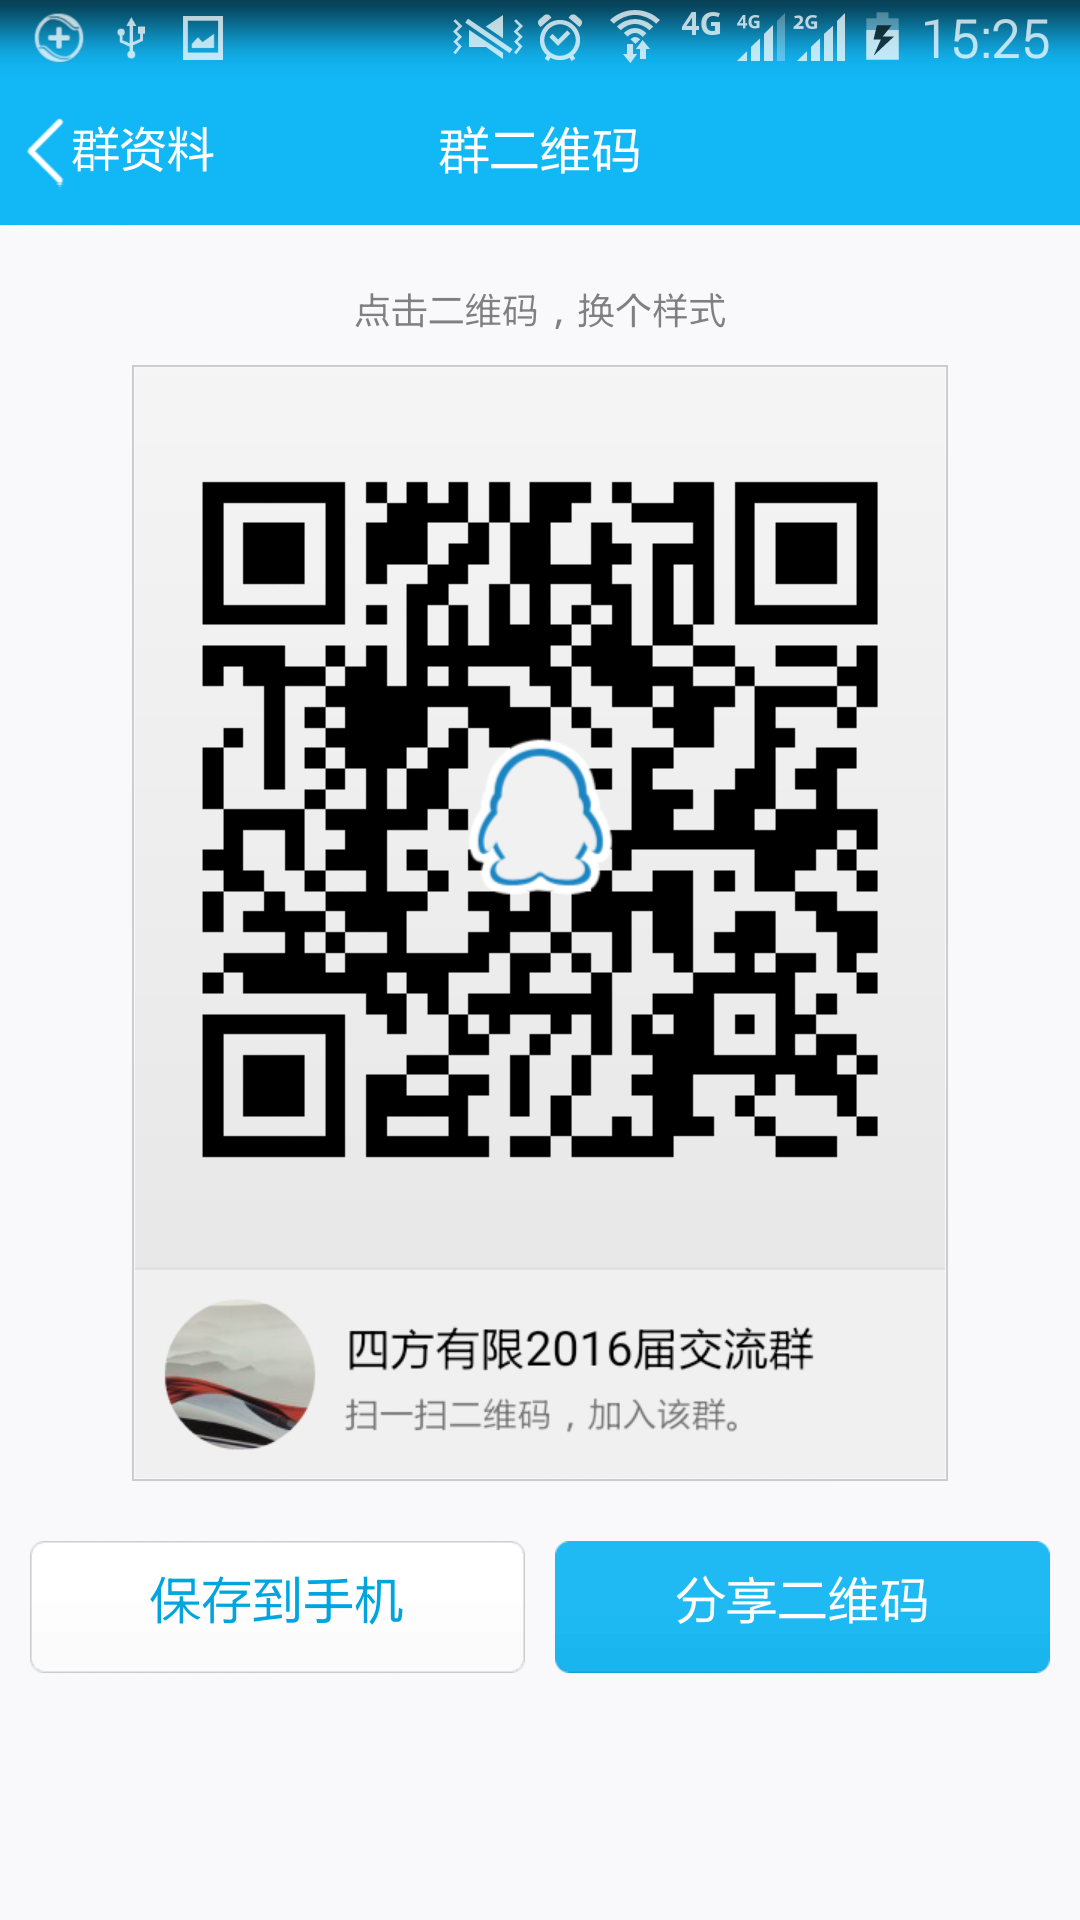 4G 4G 2G 15:25
群资料 群二维码
点击二维码，换个样式
四方有限2016届交流群
扫一扫二维码，加入该群。
保存到手机 分享二维码